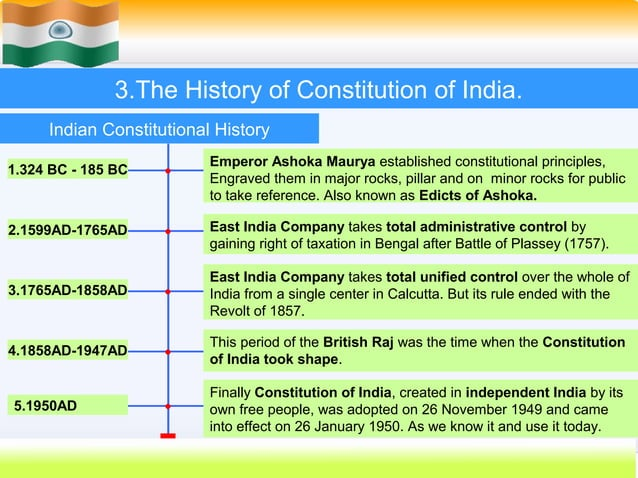 3.The History of Constitution of India.
Indian Constitutional History
1.324 BC - 185 BC
Emperor Ashoka Maurya established constitutional principles,
Engraved them in major rocks, pillar and on minor rocks for public
to take reference. Also known as Edicts of Ashoka.
2.1599AD-1765AD
East India Company takes total administrative control by
gaining right of taxation in Bengal after Battle of Plassey (1757).
3.1765AD-1858AD
East India Company takes total unified control over the whole of
India from a single center in Calcutta. But its rule ended with the
Revolt of 1857.
4.1858AD-1947AD
This period of the British Raj was the time when the Constitution
of India took shape.
5.1950AD
Finally Constitution of India, created in independent India by its
own free people, was adopted on 26 November 1949 and came
into effect on 26 January 1950. As we know it and use it today.